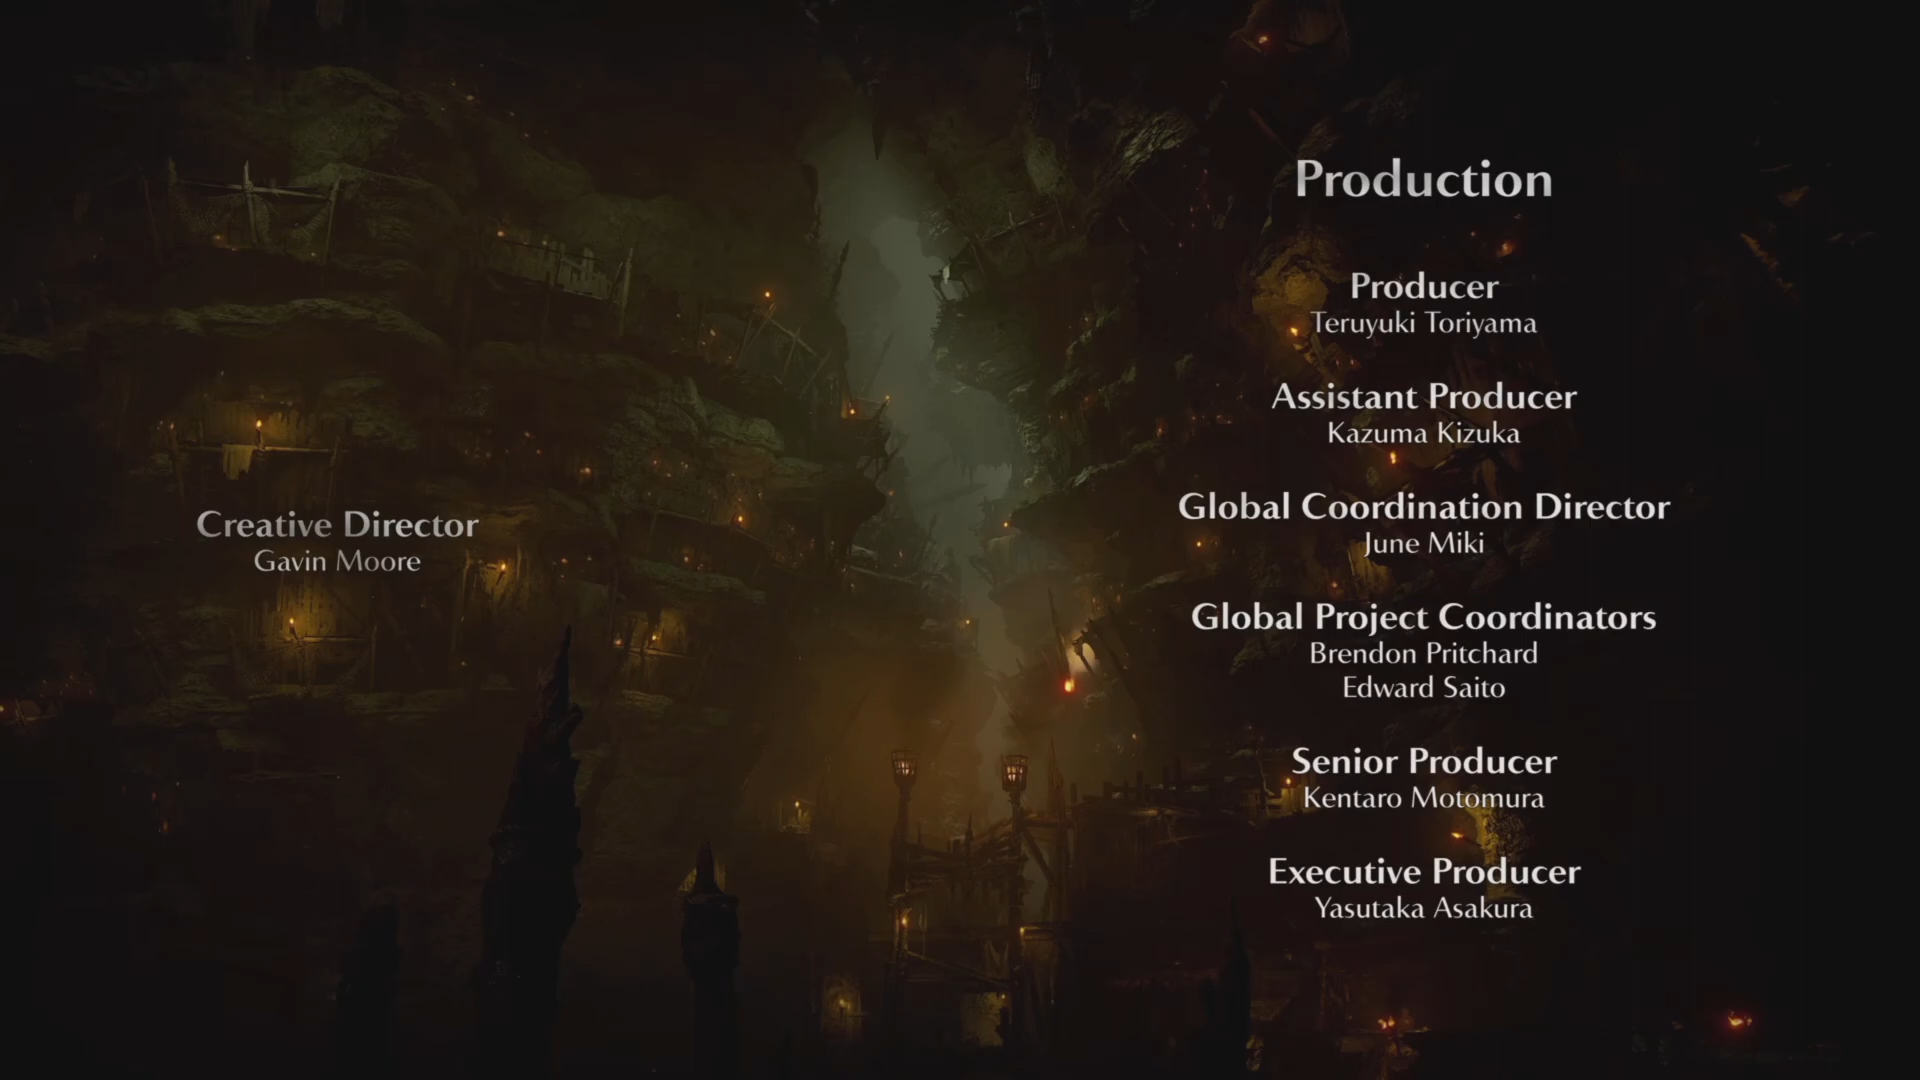 Creative Director
Gavin Moore
Production
Producer
Teruyuki Toriyama
Assistant Producer
Kazuma Kizuka
Global Coordination Director
June Miki
Global Project Coordinators
Brendon Pritchard
Edward Saito
Senior Producer
Kentaro Motomura
Executive Producer
Yasutaka Asakura